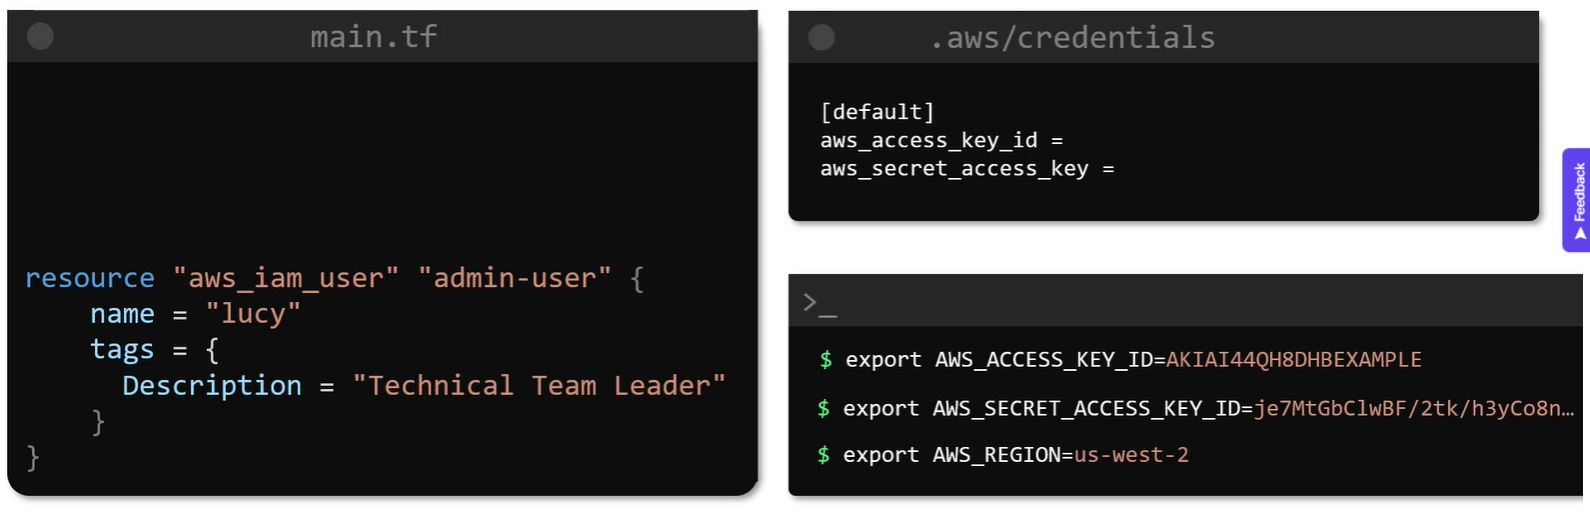 main.tf
resource "aws_iam_user" "admin-user" {
name = "lucy"
tags = {
Description = "Technical Team Leader"
}
}
.aws/credentials
[default]
aws_access_key_id =
aws_secret_access_key =
>_
$ export AWS_ACCESS_KEY_ID=AKIAI44QH8DHBEXAMPLE
$ export AWS_SECRET_ACCESS_KEY_ID=je7MtGbClwBF/2tk/h3yCo8n…
$ export AWS_REGION=us-west-2
Feedback